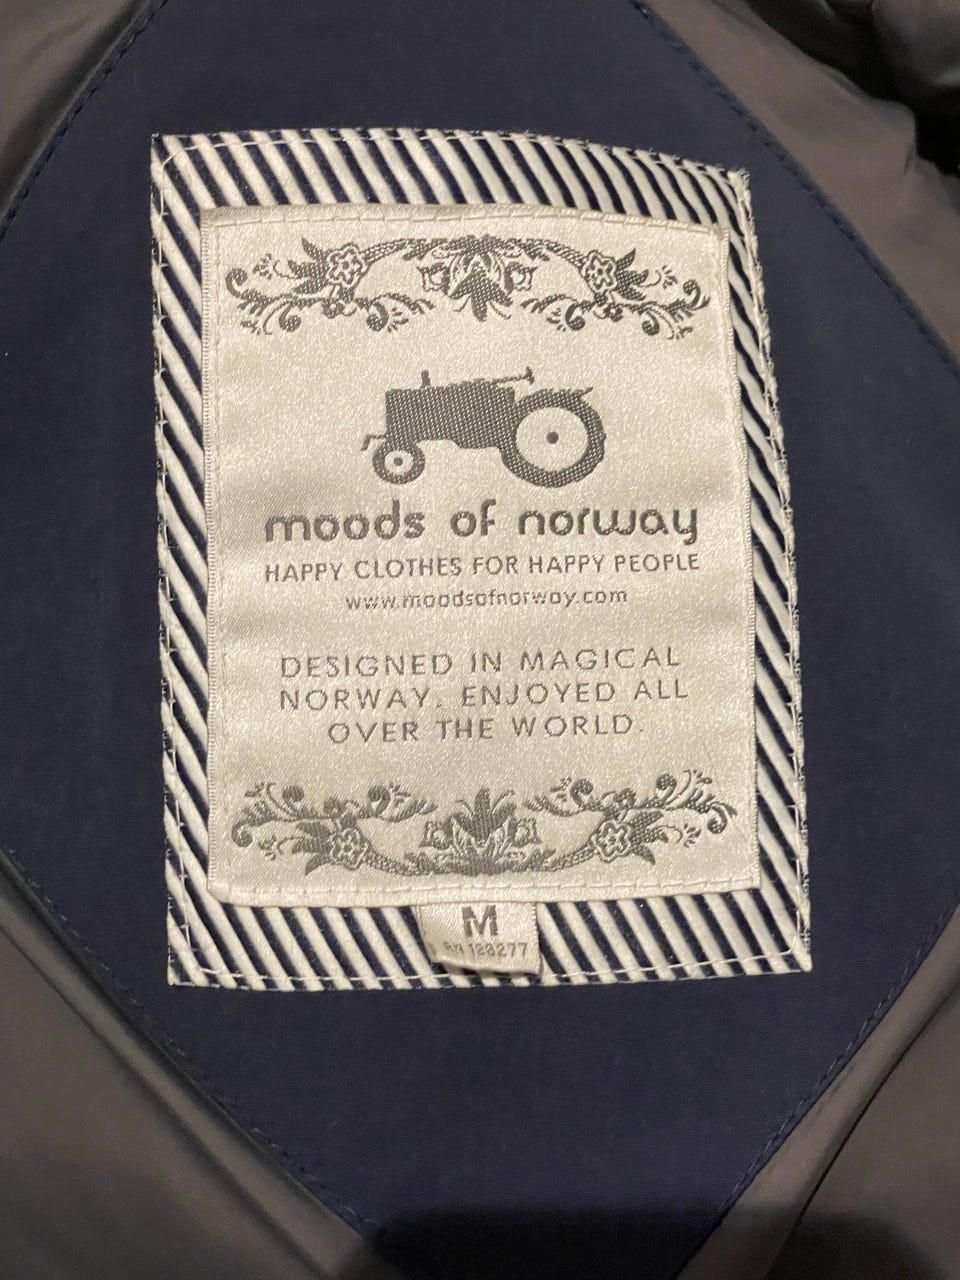 moods of norway
HAPPY CLOTHES FOR HAPPY PEOPLE
www.moodsofnorway.com
DESIGNED IN MAGICAL
NORWAY. ENJOYED ALL
OVER THE WORLD.
M
128277